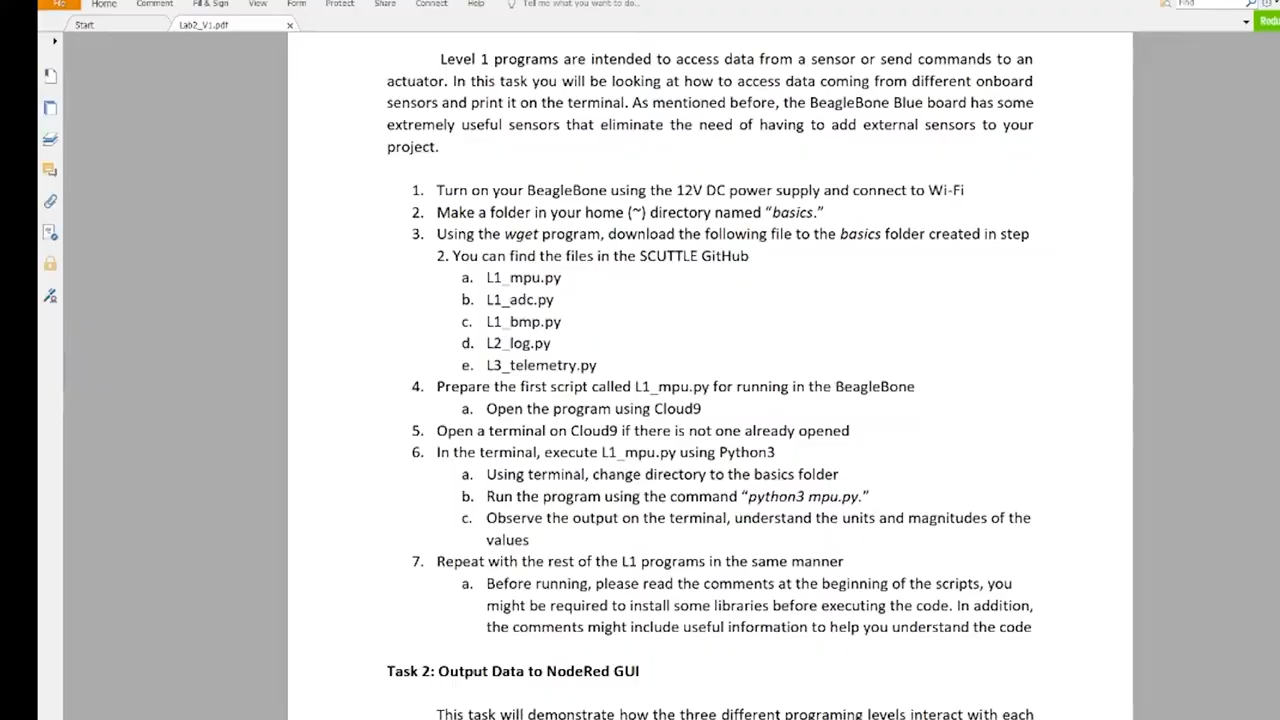 Home Comment Fill & Sign View Form Protect Share Connect Help Tell me what you want to do... Find
Start Lab2_V1.pdf
Level 1 programs are intended to access data from a sensor or send commands to an
actuator. In this task you will be looking at how to access data coming from different onboard
sensors and print it on the terminal. As mentioned before, the BeagleBone Blue board has some
extremely useful sensors that eliminate the need of having to add external sensors to your
project.
1. Turn on your BeagleBone using the 12V DC power supply and connect to Wi-Fi
2. Make a folder in your home (~) directory named “basics.”
3. Using the wget program, download the following file to the basics folder created in step
2. You can find the files in the SCUTTLE GitHub
a. L1_mpu.py
b. L1_adc.py
c. L1_bmp.py
d. L2_log.py
e. L3_telemetry.py
4. Prepare the first script called L1_mpu.py for running in the BeagleBone
a. Open the program using Cloud9
5. Open a terminal on Cloud9 if there is not one already opened
6. In the terminal, execute L1_mpu.py using Python3
a. Using terminal, change directory to the basics folder
b. Run the program using the command “python3 mpu.py.”
c. Observe the output on the terminal, understand the units and magnitudes of the
values
7. Repeat with the rest of the L1 programs in the same manner
a. Before running, please read the comments at the beginning of the scripts, you
might be required to install some libraries before executing the code. In addition,
the comments might include useful information to help you understand the code
Task 2: Output Data to NodeRed GUI
This task will demonstrate how the three different programing levels interact with each